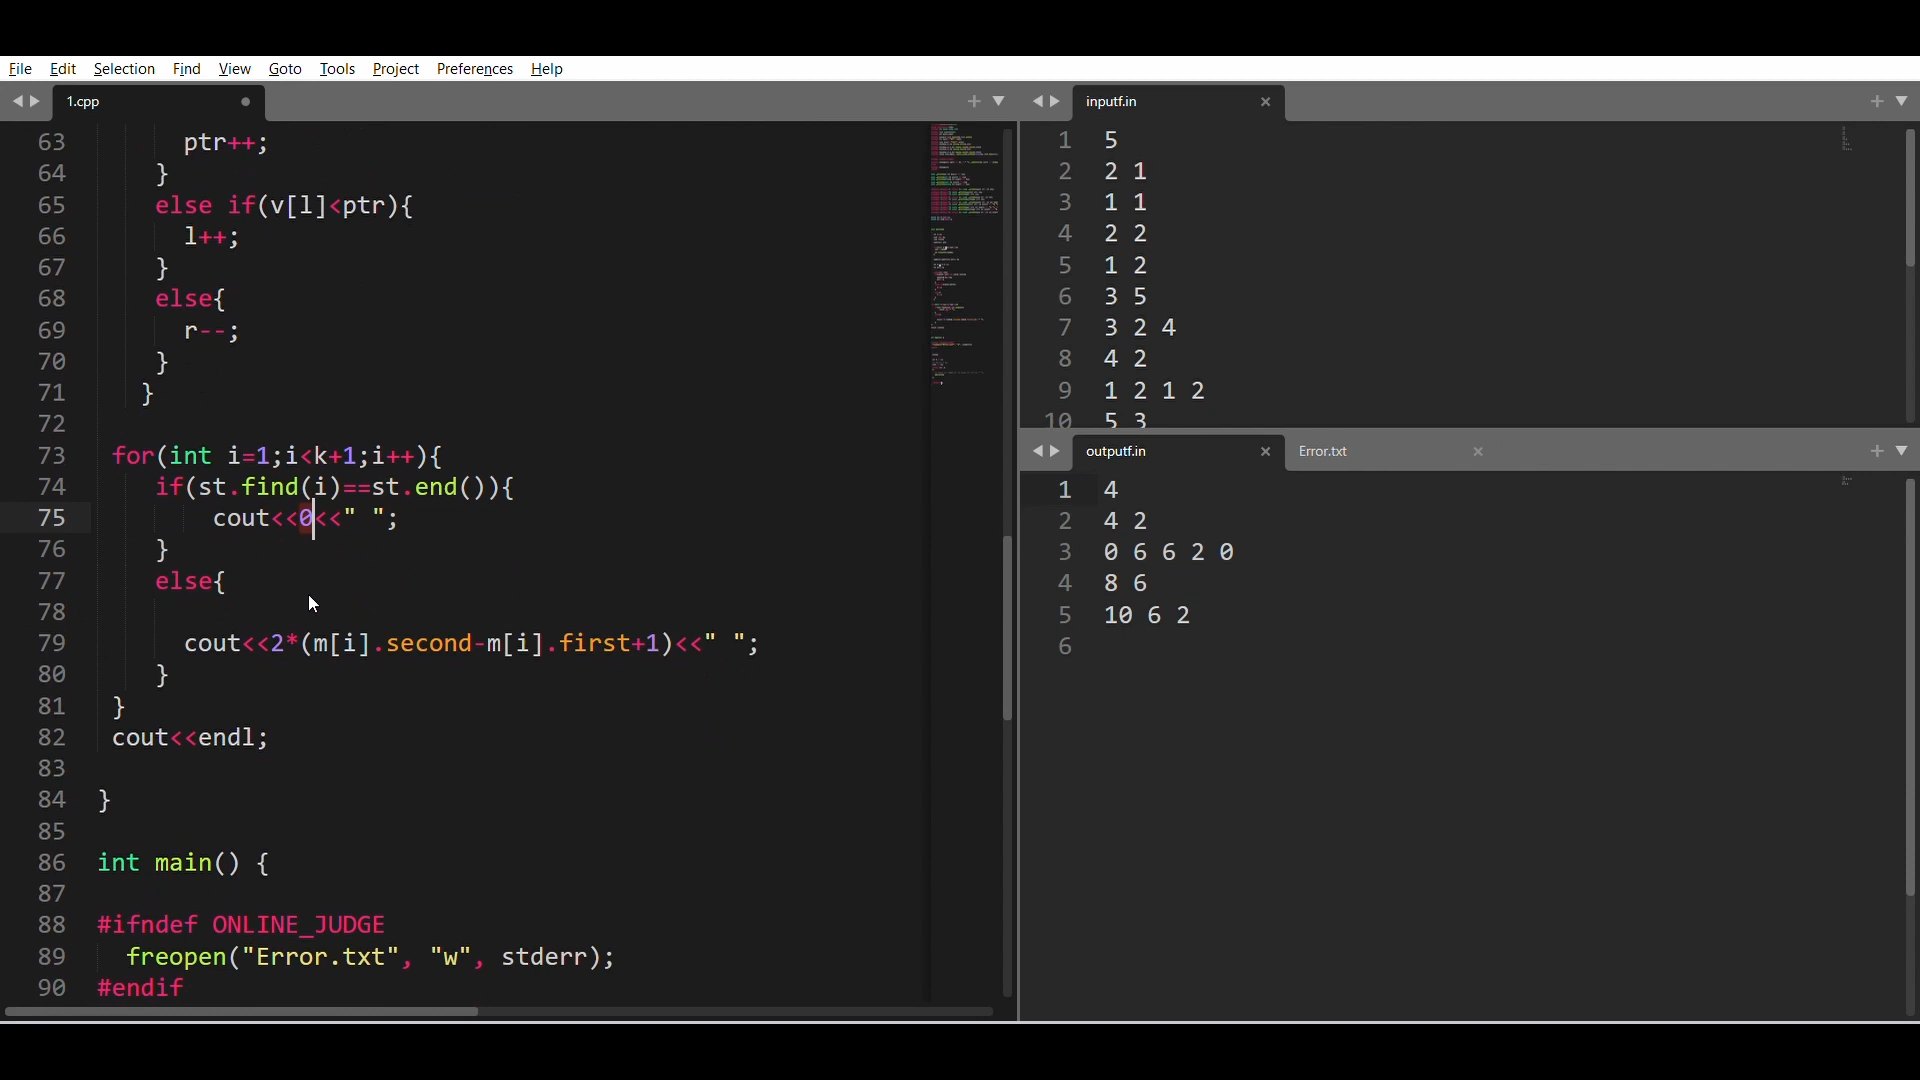 File Edit Selection Find View Goto Tools Project Preferences Help
1.cpp
63 ptr++;
64 }
65 else if(v[l]<ptr){
66 l++;
67 }
68 else{
69 r--;
70 }
71 }
72
73 for(int i=1;i<k+1;i++){
74 if(st.find(i)==st.end()){
75 cout<<0<<" ";
76 }
77 else{
78
79 cout<<2*(m[i].second-m[i].first+1)<<" ";
80 }
81 }
82 cout<<endl;
83
84 }
85
86 int main() {
87
88 #ifndef ONLINE_JUDGE
89 freopen("Error.txt", "w", stderr);
90 #endif
inputf.in
1 5
2 2 1
3 1 1
4 2 2
5 1 2
6 3 5
7 3 2 4
8 4 2
9 1 2 1 2
10 5 3
outputf.in Error.txt
1 4
2 4 2
3 0 6 6 2 0
4 8 6
5 10 6 2
6